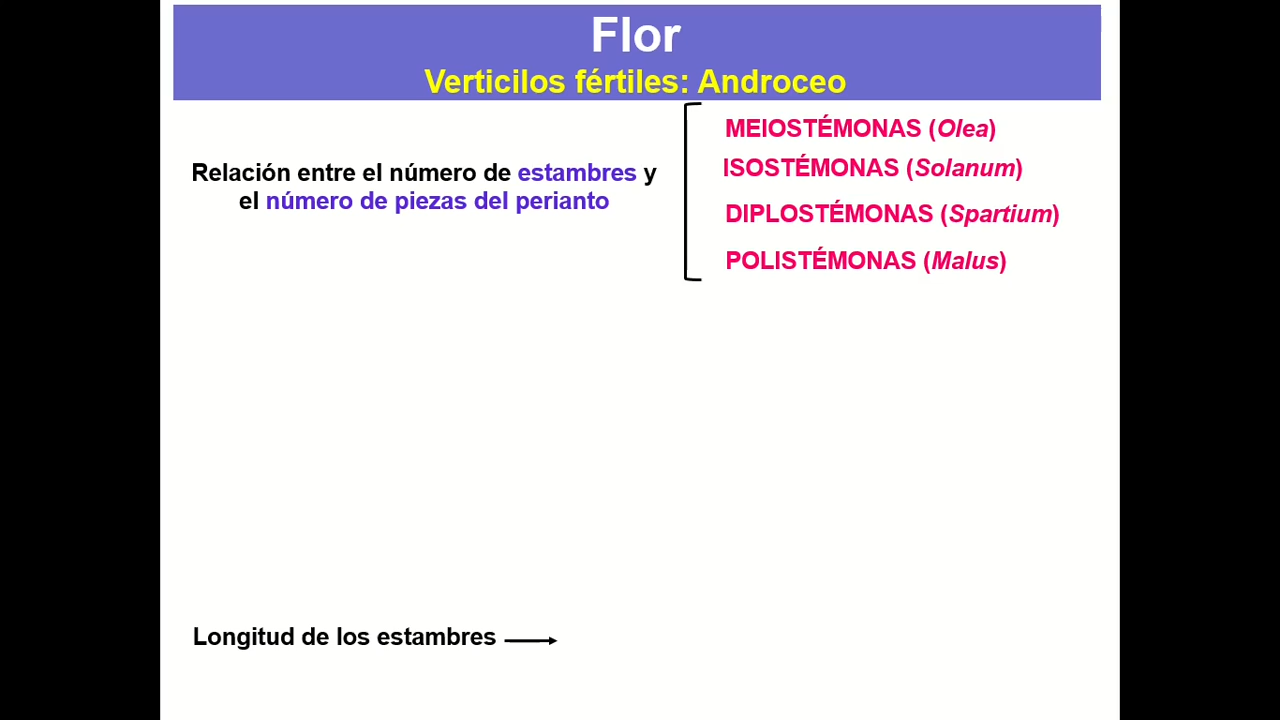 Flor
Verticilos fértiles: Androceo
MEIOSTÉMONAS (Olea)
Relación entre el número de estambres y
el número de piezas del perianto
ISOSTÉMONAS (Solanum)
DIPLOSTÉMONAS (Spartium)
POLISTÉMONAS (Malus)
Longitud de los estambres